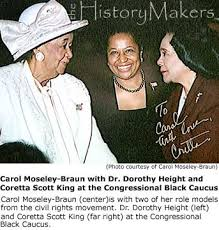 The HistoryMakers
To
Carol
with love,
Coretta
(Photo courtesy of Carol Moseley-Braun)
Carol Moseley-Braun with Dr. Dorothy Height and
Coretta Scott King at the Congressional Black Caucus
Carol Moseley-Braun (center)is with two of her role models
from the civil rights movement. Dr. Dorothy Height (left)
and Coretta Scott King (far right) at the Congressional
Black Caucus.